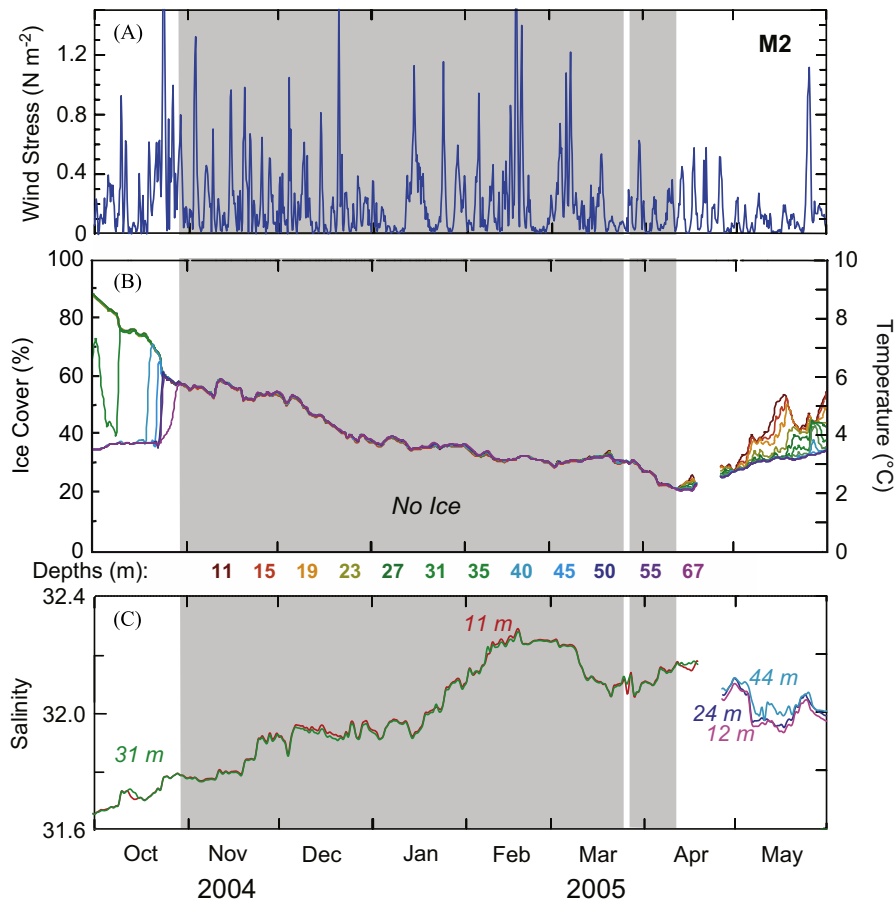 (A)
M2
Wind Stress (N m-2)
1.2
0.8
0.4
0
(B)
Ice Cover (%)
100
80
60
40
20
0
No Ice
10
8
6
4
2
0
Temperature (°C)
Depths (m): 11 15 19 23 27 31 35 40 45 50 55 67
(C)
Salinity
32.4
32.0
31.6
31 m
11 m
44 m
24 m
12 m
Oct Nov Dec Jan Feb Mar Apr May
2004 2005